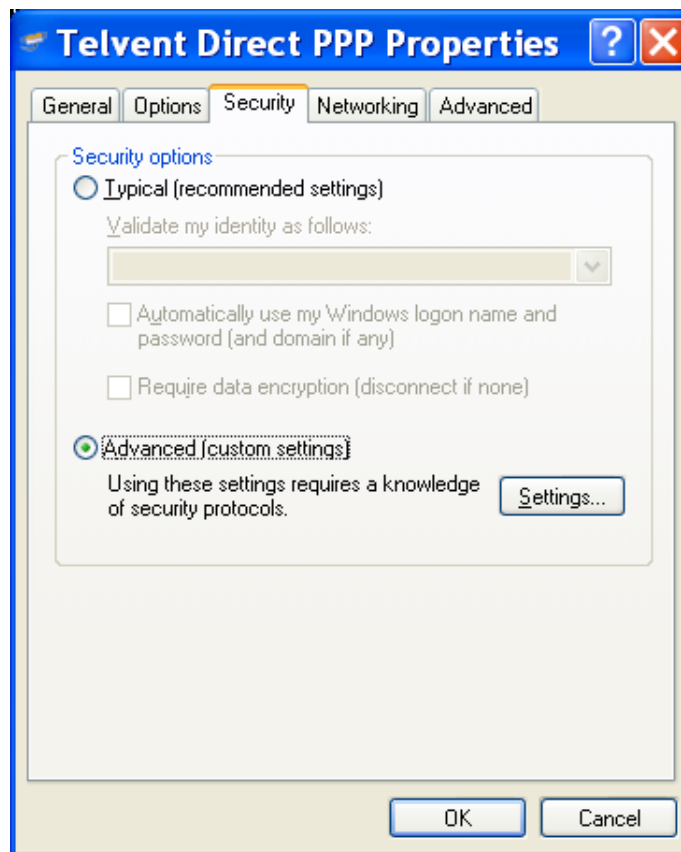 Telvent Direct PPP Properties
General Options Security Networking Advanced
Security options
Typical (recommended settings)
Validate my identity as follows:
Automatically use my Windows logon name and
password (and domain if any)
Require data encryption (disconnect if none)
Advanced (custom settings)
Using these settings requires a knowledge
of security protocols.
Settings...
OK Cancel